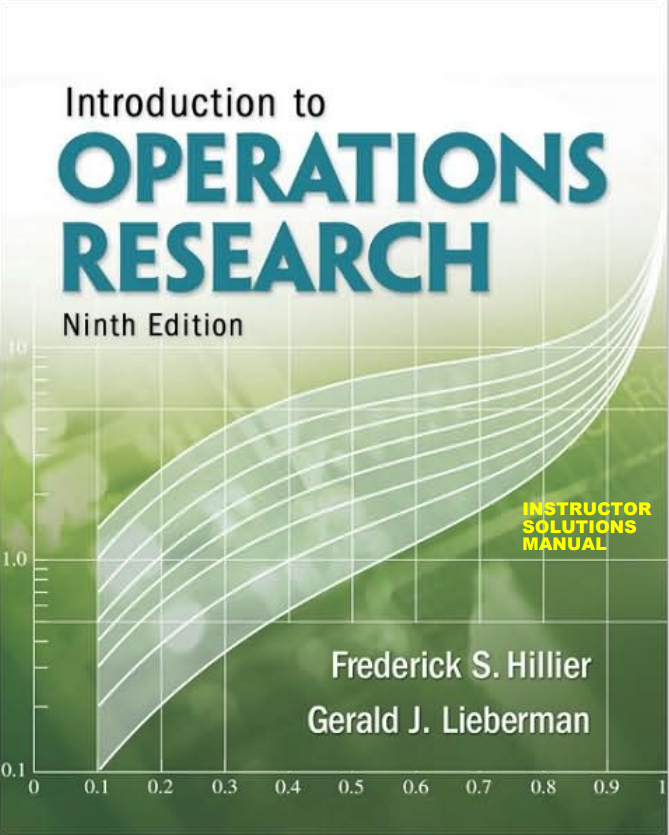 Introduction to
OPERATIONS
RESEARCH
Ninth Edition
10
INSTRUCTOR
SOLUTIONS
MANUAL
1.0
Frederick S. Hillier
Gerald J. Lieberman
0.1
0 0.1 0.2 0.3 0.4 0.5 0.6 0.7 0.8 0.9 1